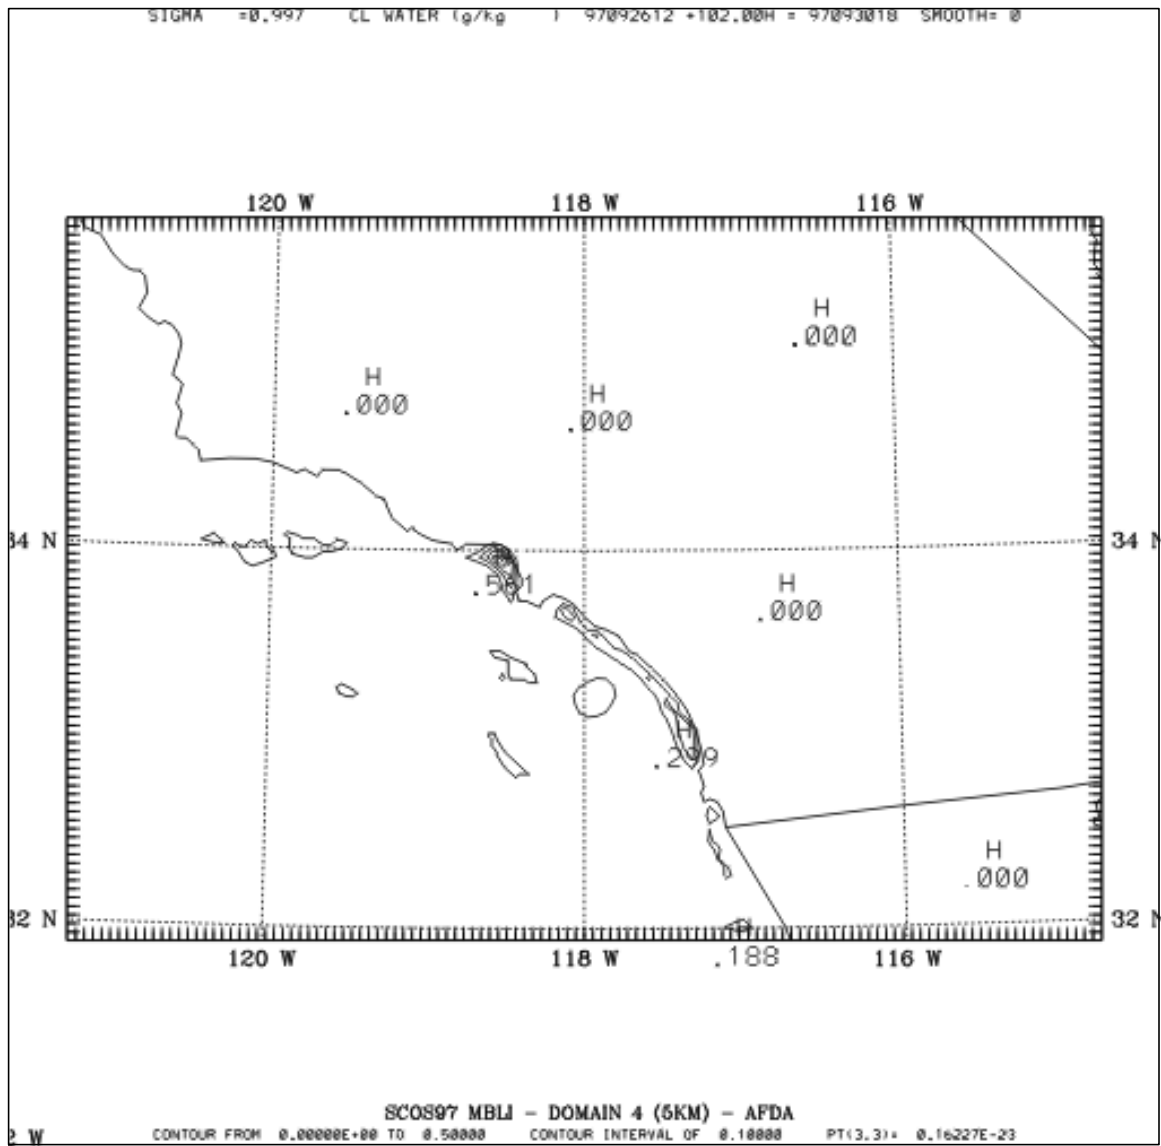 SIGMA =0.997 CL WATER (g/kg ) 97092612 +102.00H = 97093018 SMOOTH= 0
120 W 118 W 116 W
H
.000
H
.000
H
.000
34 N 34 N
H
.000
H
H
.000
32 N 32 N
120 W 118 W 116 W
.188
SCOS97 MBLI - DOMAIN 4 (5KM) - AFDA
2 W
CONTOUR FROM 0.00000E+00 TO 0.50000 CONTOUR INTERVAL OF 0.10000 PT(3,3)= 0.16227E-23